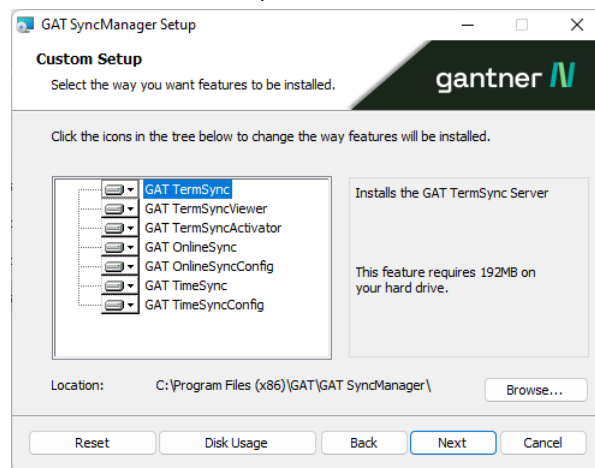 GAT SyncManager Setup
Custom Setup
Select the way you want features to be installed.
gantner
Click the icons in the tree below to change the way features will be installed.
GAT TermSync
GAT TermSyncViewer
GAT TermSyncActivator
GAT OnlineSync
GAT OnlineSyncConfig
GAT TimeSync
GAT TimeSyncConfig
Installs the GAT TermSync Server
This feature requires 192MB on
your hard drive.
Location: C:\Program Files (x86)\GAT\GAT SyncManager\
Browse...
Reset Disk Usage Back Next Cancel